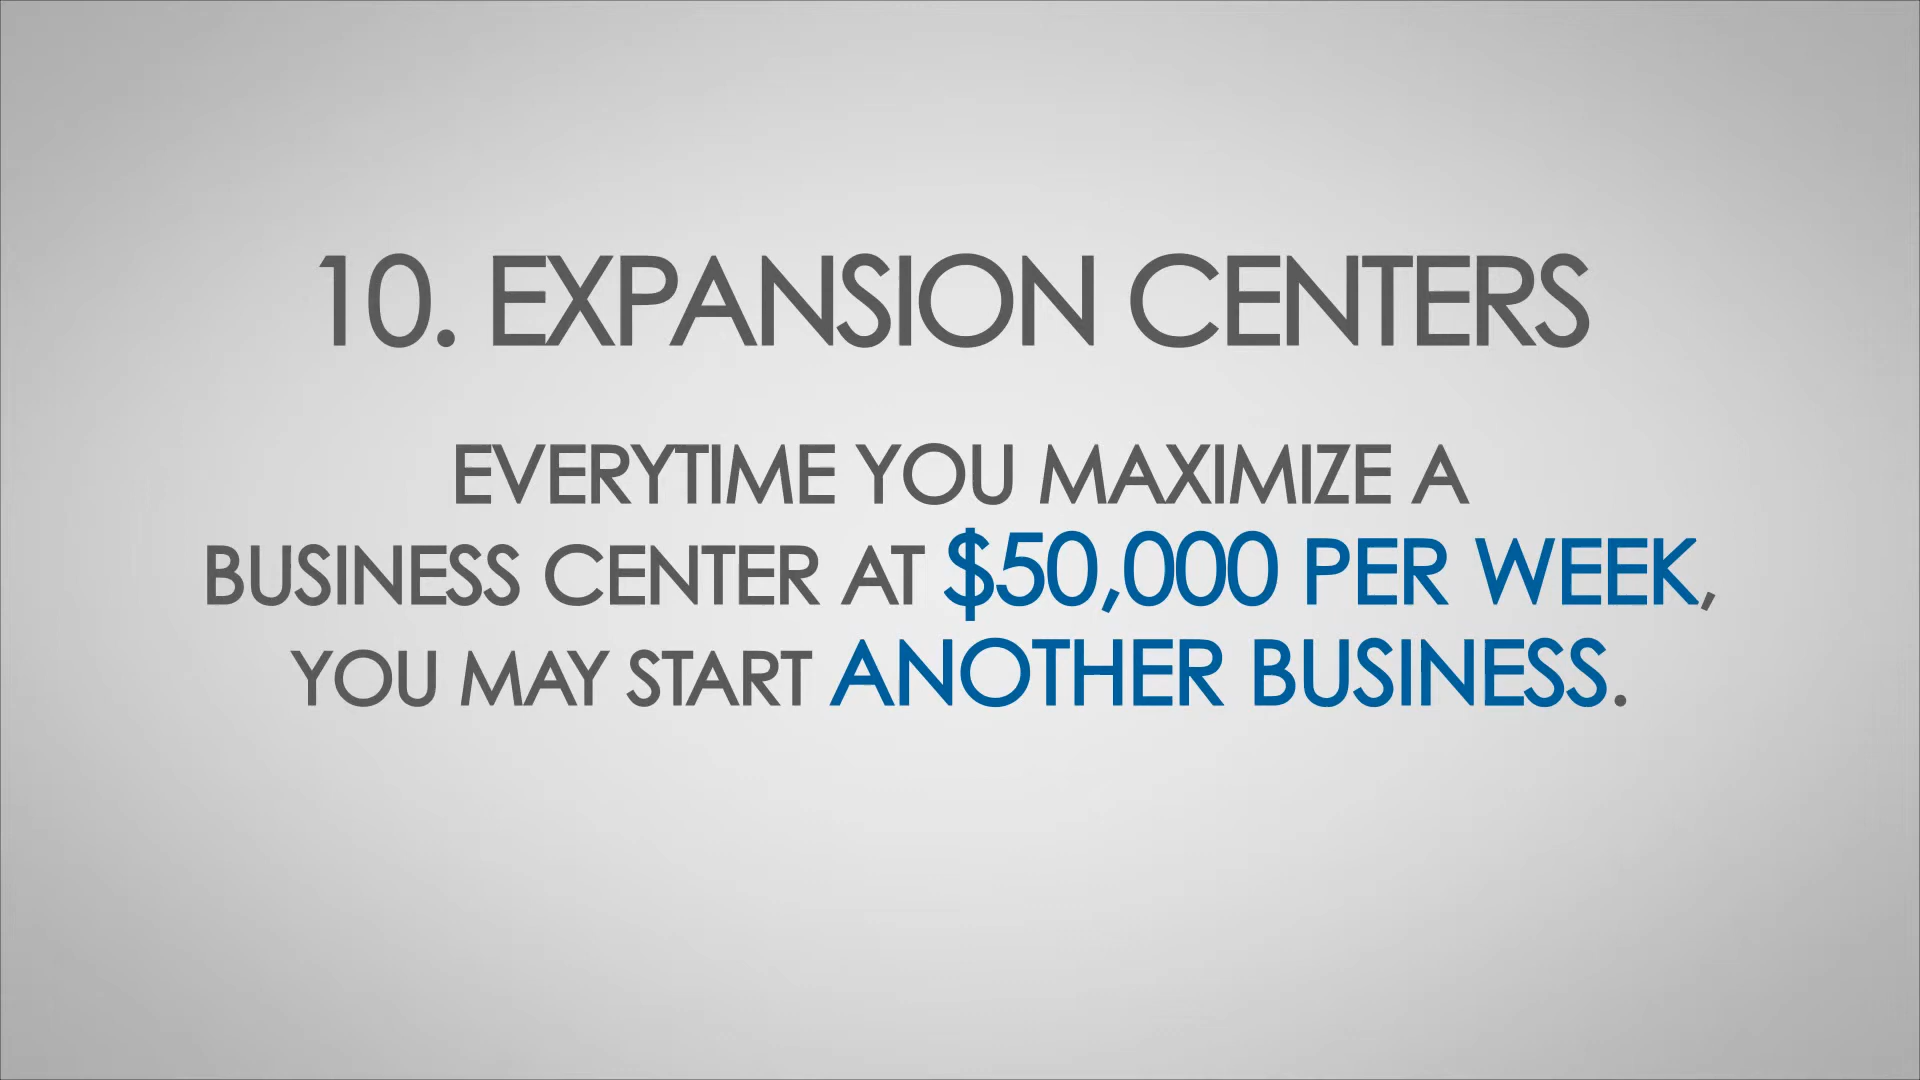 10. EXPANSION CENTERS
EVERYTIME YOU MAXIMIZE A
BUSINESS CENTER AT $50,000 PER WEEK,
YOU MAY START ANOTHER BUSINESS.